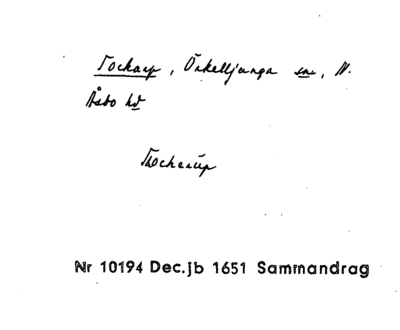 Tockarp, Örkelljunga sn., N.
Åsbo hd
Tockerup
Nr 10194 Dec.jb 1651 Sammandrag